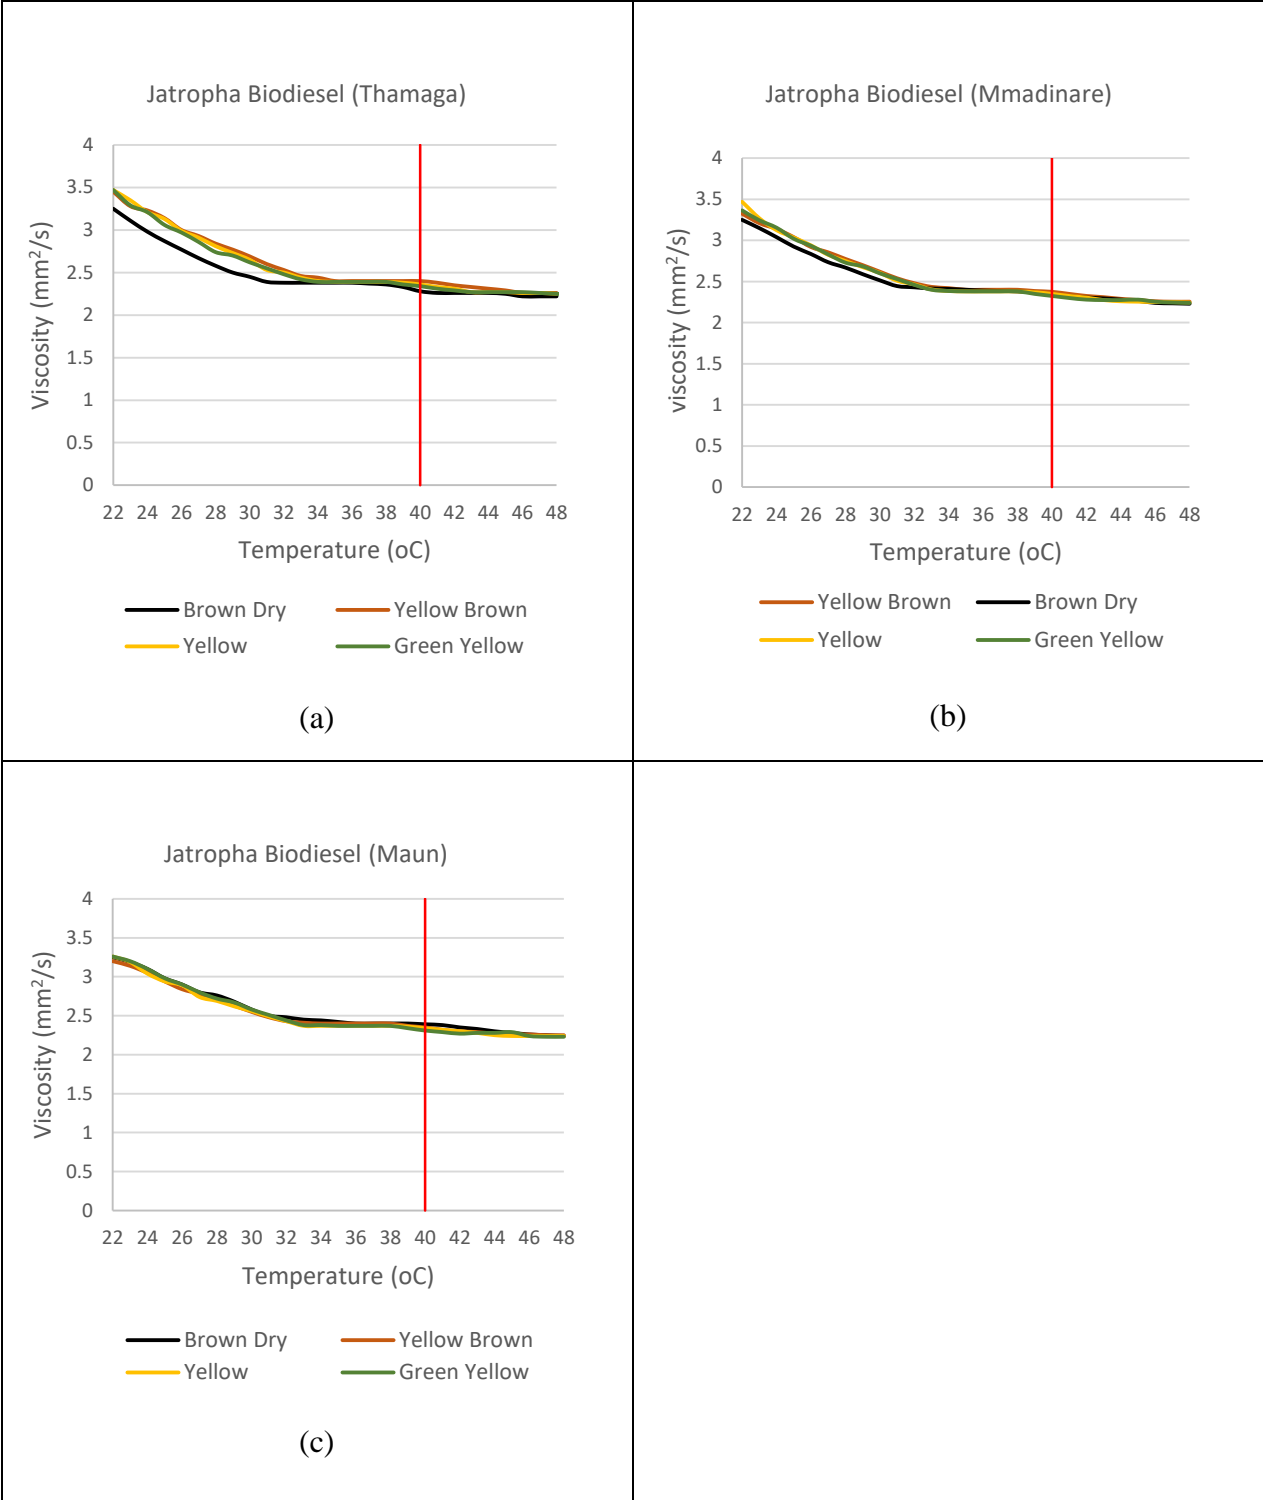 Jatropha Biodiesel (Thamaga)
4
3.5
3
2.5
2
1.5
1
0.5
0
Viscosity (mm²/s)
22 24 26 28 30 32 34 36 38 40 42 44 46 48
Temperature (oC)
Brown Dry Yellow Brown
Yellow Green Yellow
(a)
Jatropha Biodiesel (Mmadinare)
4
3.5
3
2.5
2
1.5
1
0.5
0
viscosity (mm²/s)
22 24 26 28 30 32 34 36 38 40 42 44 46 48
Temperature (oC)
Yellow Brown Brown Dry
Yellow Green Yellow
(b)
Jatropha Biodiesel (Maun)
4
3.5
3
2.5
2
1.5
1
0.5
0
Viscosity (mm²/s)
22 24 26 28 30 32 34 36 38 40 42 44 46 48
Temperature (oC)
Brown Dry Yellow Brown
Yellow Green Yellow
(c)